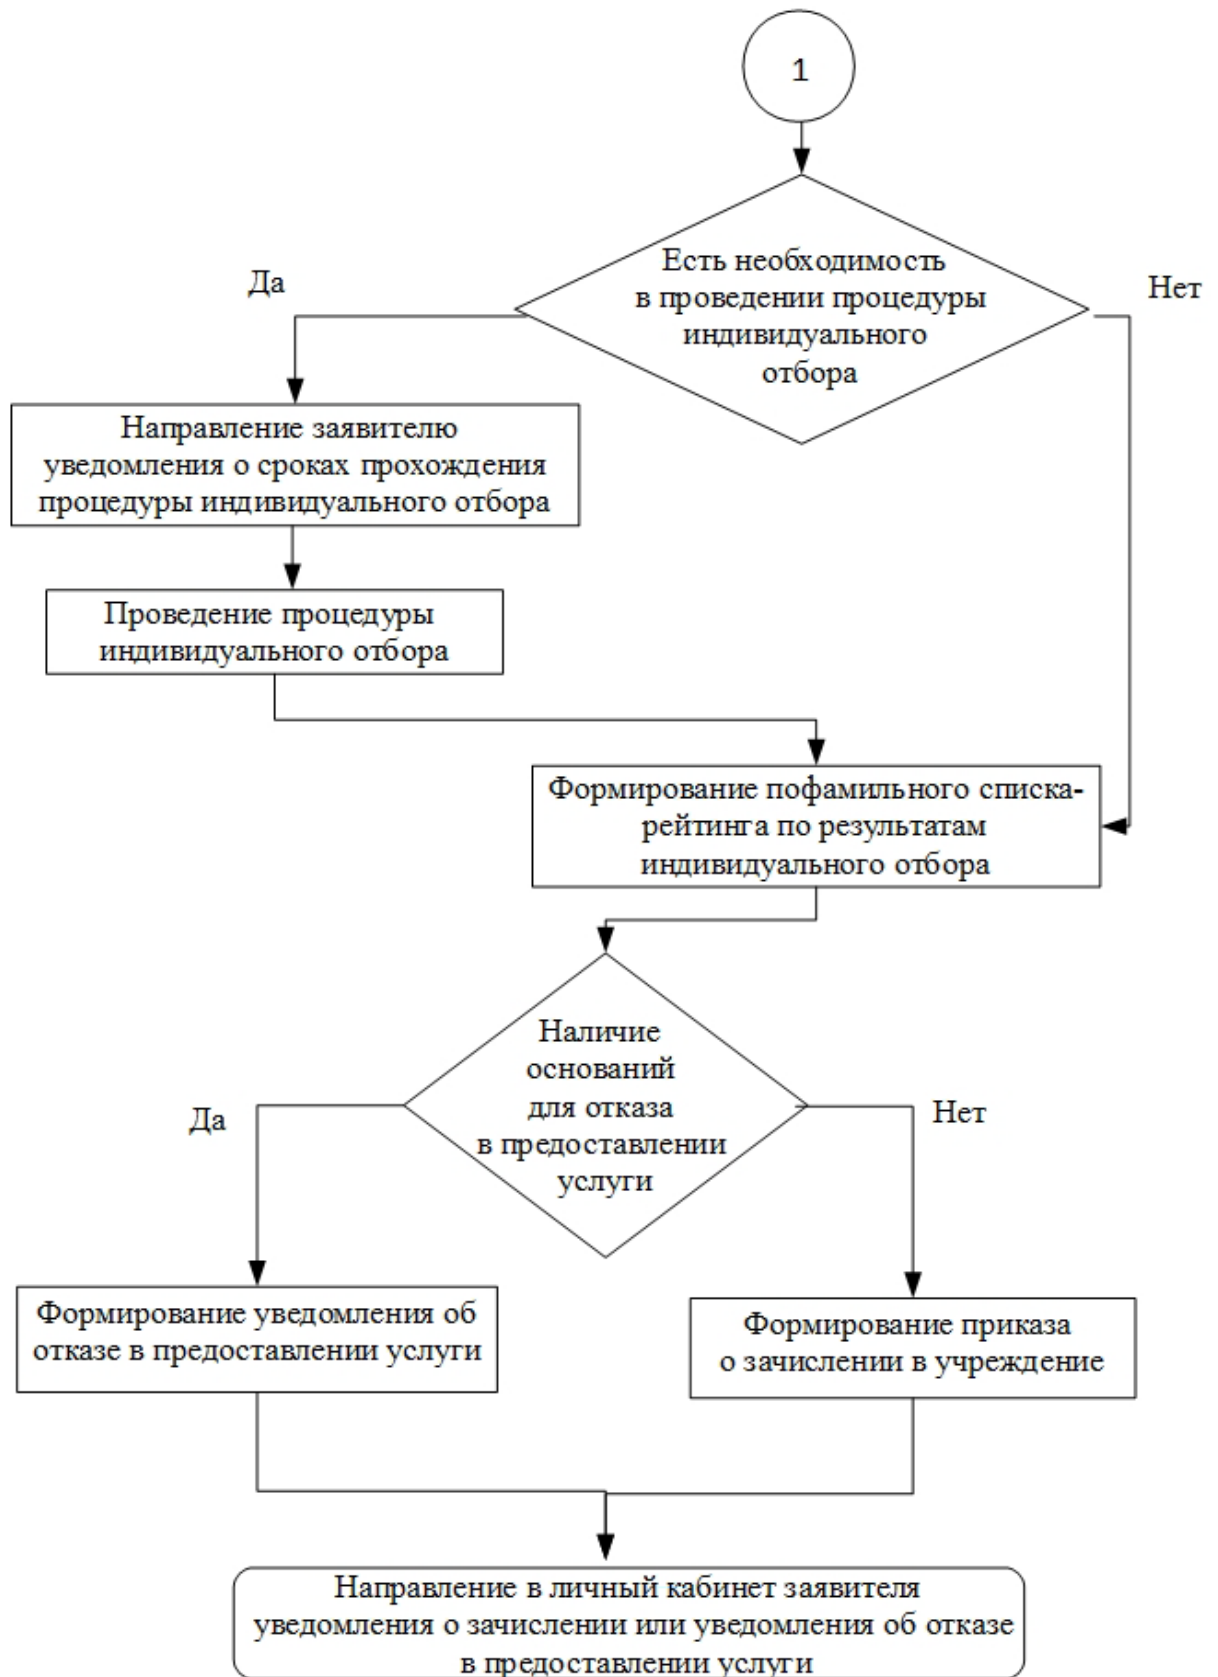 1
Есть необходимость
в проведении процедуры
индивидуального
отбора
Да
Нет
Направление заявителю
уведомления о сроках прохождения
процедуры индивидуального отбора
Проведение процедуры
индивидуального отбора
Формирование пофамильного списка-
рейтинга по результатам
индивидуального отбора
Наличие
оснований
для отказа
в предоставлении
услуги
Да
Нет
Формирование уведомления об
отказе в предоставлении услуги
Формирование приказа
о зачислении в учреждение
Направление в личный кабинет заявителя
уведомления о зачислении или уведомления об отказе
в предоставлении услуги